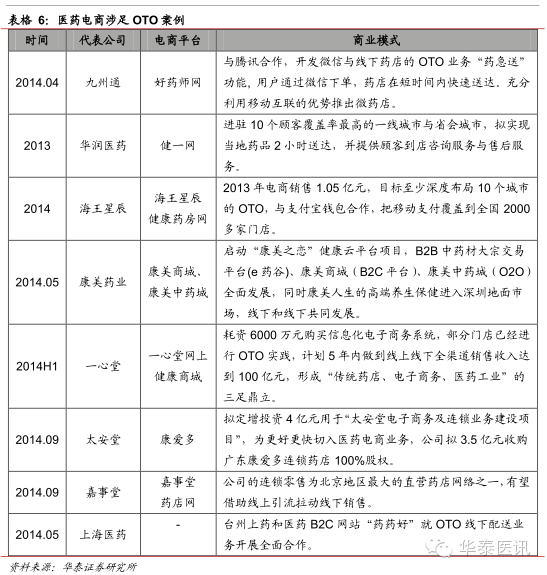 表格 6：医药电商涉足 OTO 案例
时间 代表公司 电商平台 商业模式
2014.04 九州通 好药师网 与腾讯合作，开发微信与线下药店的 OTO 业务“药急送”
功能，用户通过微信下单，药店在短时间内快速送达。充分
利用移动互联的优势推出微药店。
2013 华润医药 健一网 进驻 10 个顾客覆盖率最高的一线城市与省会城市，拟实现
当地药品 2 小时送达，并提供顾客到店咨询服务与售后服
务。
2014 海王星辰 海王星辰
健康药房网
2013 年电商销售 1.05 亿元，目标至少深度布局 10 个城市
的 OTO，与支付宝钱包合作，把移动支付覆盖到全国 2000
多家门店。
2014.05 康美药业 康美商城、
康美中药城
启动“康美之恋”健康云平台项目，B2B 中药材大宗交易
平台(e 药谷)、康美商城（B2C 平台）、康美中药城（O2O）
全面发展，同时康美人生的高端养生保健进入深圳地面市
场，线下和线下共同发展。
2014H1 一心堂 一心堂网上
健康商城
耗资 6000 万元购买信息化电子商务系统，部分门店已经进
行 OTO 实践，计划 5 年内做到线上线下全渠道销售收入达
到 100 亿元，形成“传统药店、电子商务、医药工业”的
三足鼎立。
2014.09 太安堂 康爱多 拟定增投资 4 亿元用于“太安堂电子商务及连锁业务建设项
目”，为更好更快切入医药电商业务，公司拟 3.5 亿元收购
广东康爱多连锁药店 100%股权。
2014.09 嘉事堂 嘉事堂
药店网
公司的连锁零售为北京地区最大的直营药店网络之一，有望
借助线上引流拉动线下销售。
2014.05 上海医药 - 台州上药和医药 B2C 网站“药药好”就 OTO 线下配送业
务开展全面合作。
华泰医讯
资料来源：华泰证券研究所